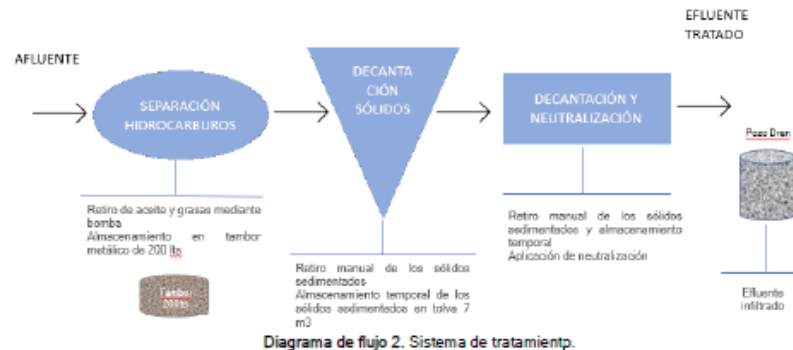 AFLUENTE
SEPARACIÓN
HIDROCARBUROS
Retiro de aceite y grasas mediante
bomba
Almacenamiento en tambor
metálico de 200 lts
Tambor
200lts
DECANTA
CIÓN
SÓLIDOS
Retiro manual de los sólidos
sedimentados
Almacenamiento temporal de los
sólidos sedimentados en tolva 7
m3
DECANTACIÓN Y
NEUTRALIZACIÓN
Retiro manual de los sólidos
sedimentados y almacenamiento
temporal
Aplicación de neutralización
EFLUENTE
TRATADO
Pozo Dren
Efluente
infiltrado
Diagrama de flujo 2. Sistema de tratamientp.